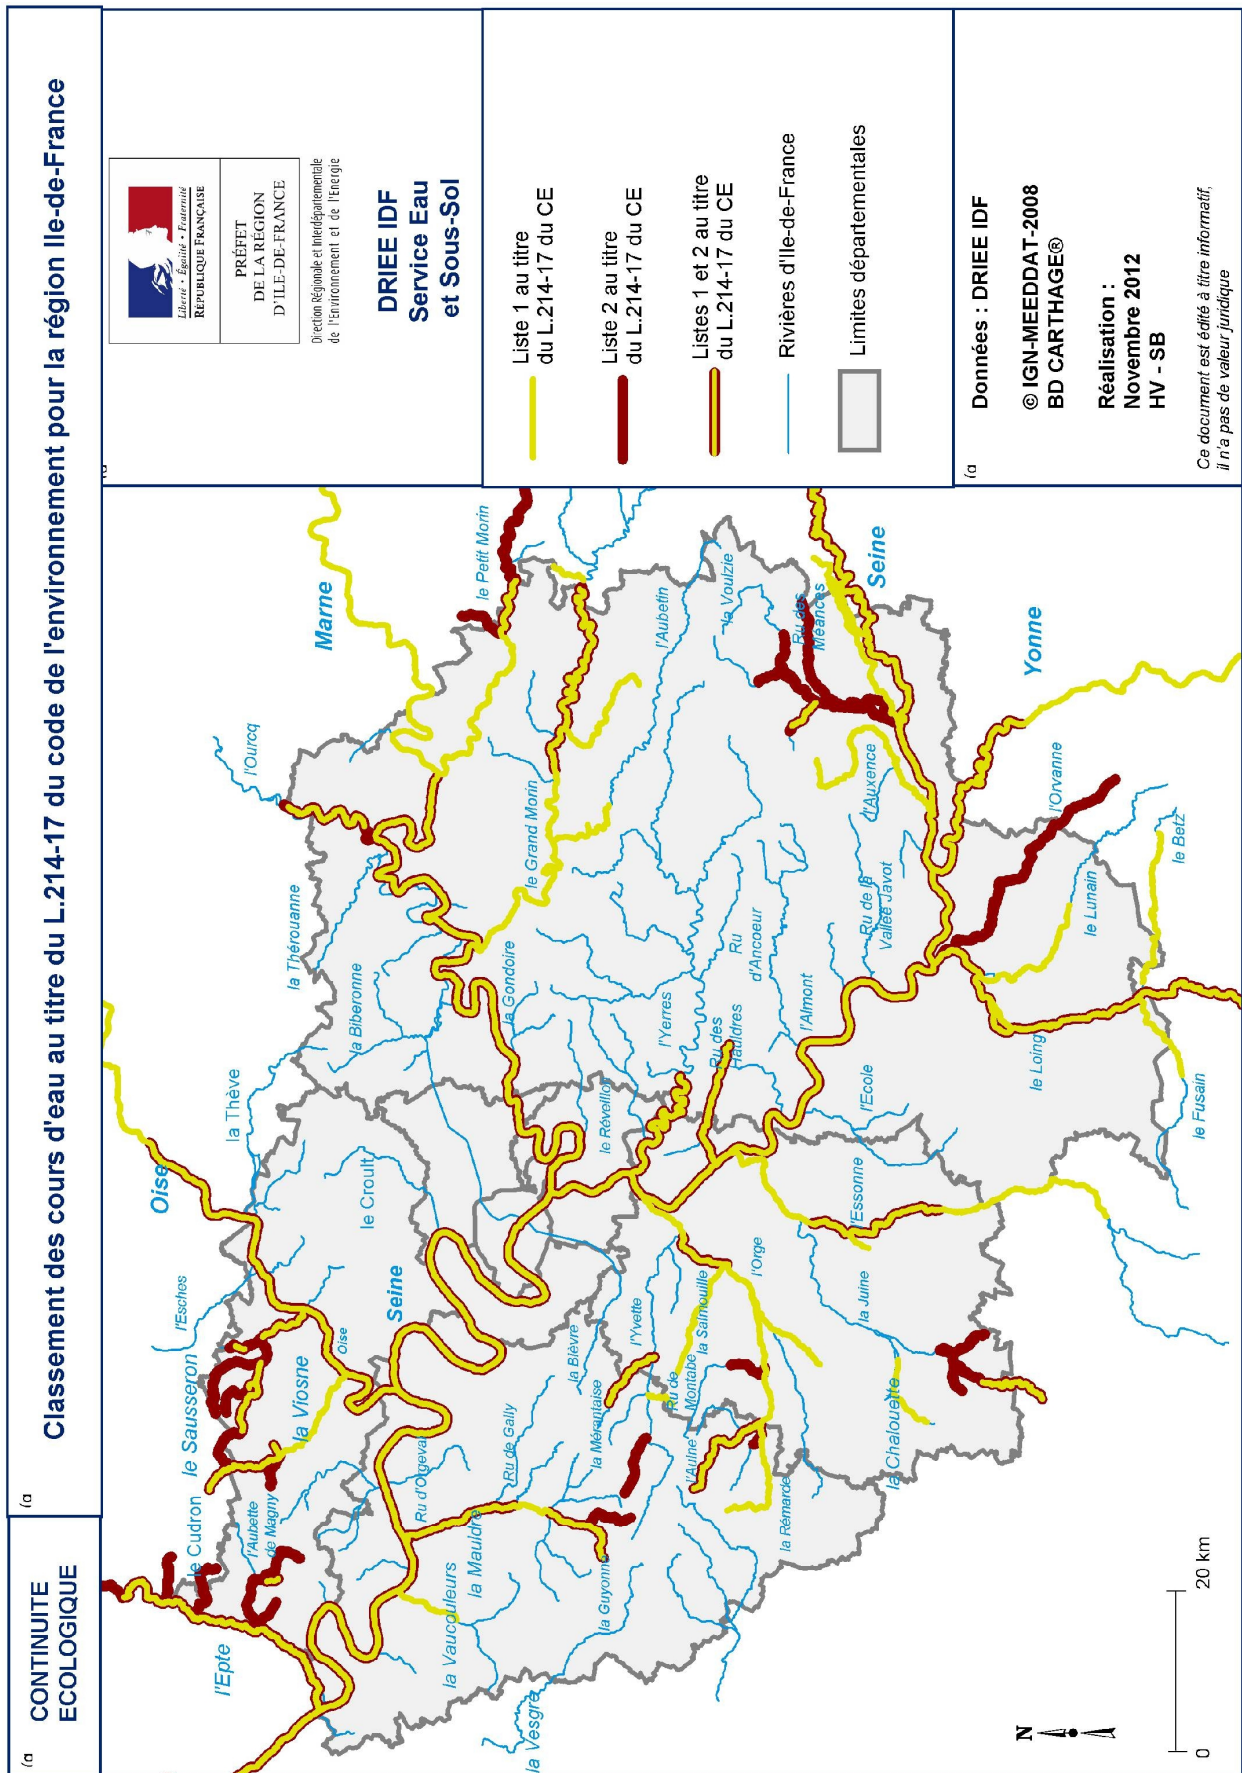 CONTINUITE
ECOLOGIQUE
Classement des cours d'eau au titre du L.214-17 du code de l'environnement pour la région Ile-de-France
Liberté • Égalité • Fraternité
RÉPUBLIQUE FRANÇAISE
PRÉFET
DE LA RÉGION
D'ILE-DE-FRANCE
Direction Régionale et Interdépartementale
de l'Environnement et de l'Energie
DRIEE IDF
Service Eau
et Sous-Sol
Liste 1 au titre
du L.214-17 du CE
Liste 2 au titre
du L.214-17 du CE
Listes 1 et 2 au titre
du L.214-17 du CE
Rivières d'Ile-de-France
Limites départementales
Données : DRIEE IDF
© IGN-MEEDDAT-2008
BD CARTHAGE®
Réalisation :
Novembre 2012
HV - SB
Ce document est édité à titre informatif,
il n'a pas de valeur juridique
l'Epte
le Cudron
l'Aubette
de Magny
le Sausseron
la Viosne
l'Esches
Oise
Oise
la Thève
le Croult
Seine
la Thérouanne
la Biberonne
l'Ourcq
Marne
le Petit Morin
le Grand Morin
la Gondoire
l'Aubetin
la Voulzie
Ru des
Méances
Seine
Yonne
l'Auxence
Ru de la
Vallée Javot
Ru
d'Ancoeur
l'Almont
l'Yerres
Ru des
Hauldres
le Réveillon
l'Ecole
l'Essonne
la Juine
l'Orge
la Salmouille
l'Yvette
la Bièvre
la Mérantaise
Ru de
Montabé
l'Aulne
la Rémarde
la Chalouette
Ru de Gally
Ru d'Orgeval
la Mauldre
la Vaucouleurs
la Guyonne
la Vesgre
le Loing
le Fusain
le Betz
le Lunain
l'Orvanne
N
0
20 km